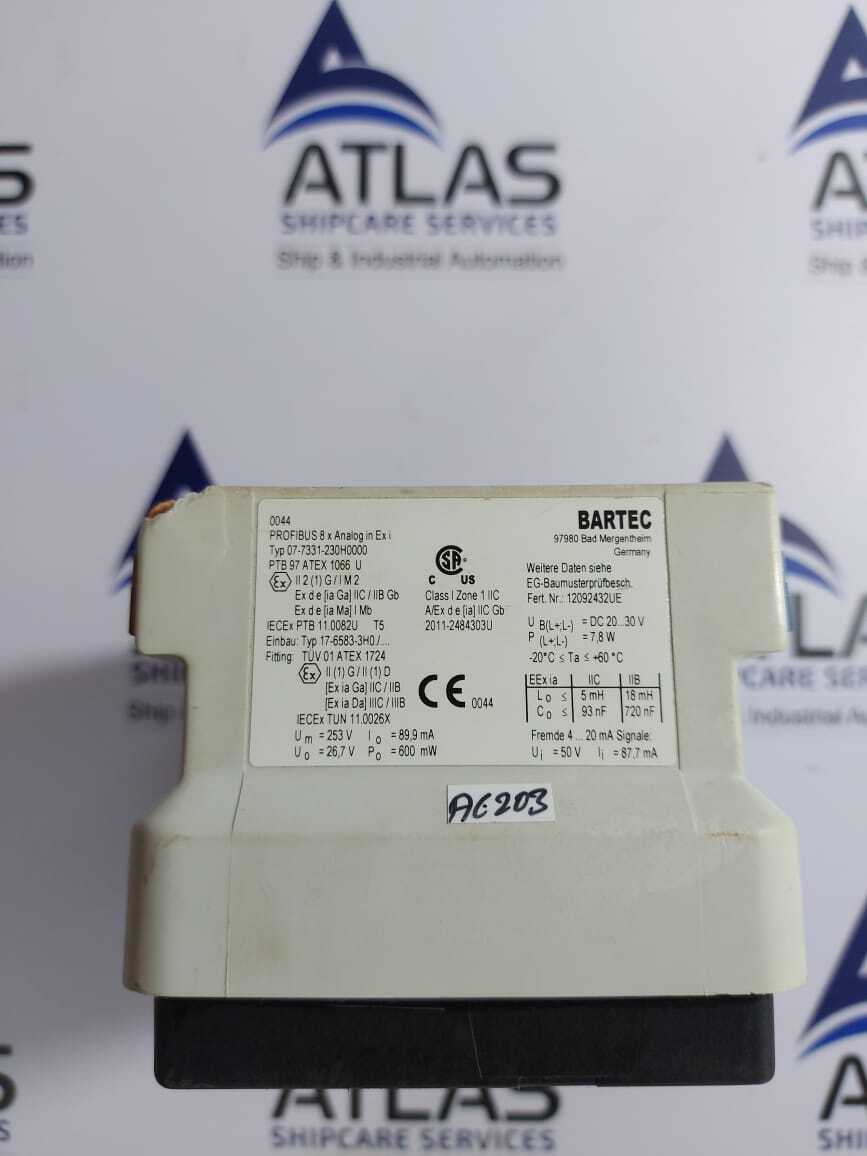 ATLAS
SHIPCARE SERVICES
Ship & Industrial Automation
0044
PROFIBUS 8 x Analog in Ex i
Typ 07-7331-230H0000
PTB 97 ATEX 1066 U
Ex II 2 (1) G / I M 2
Ex d e [ia Ga] IIC / IIB Gb
Ex d e [ia Ma] I Mb
IECEx PTB 11.0082U T5
Einbau: Typ 17-6583-3H0./....
Fitting: TÜV 01 ATEX 1724
Ex II (1) G / II (1) D
[Ex ia Ga] IIC / IIB
[Ex ia Da] IIIC / IIIB
IECEx TUN 11.0026X
Um = 253 V Io = 89,9 mA
Uo = 26,7 V Po = 600 mW
CSA®
C US
Class I Zone 1 IIC
A/Ex d e [ia] IIC Gb
2011-2484303U
CE 0044
BARTEC
97980 Bad Mergentheim
Germany
Weitere Daten siehe
EG-Baumusterprüfbesch.
Fert. Nr.: 12092432UE
U B(L+;L-) = DC 20...30 V
P (L+;L-) = 7,8 W
-20°C ≤ Ta ≤ +60 °C
EEx ia IIC IIB
Lo ≤ 5 mH 18 mH
Co ≤ 93 nF 720 nF
Fremde 4 ... 20 mA Signale:
Ui = 50 V Ii = 87,7 mA
AE203
ATLAS
SHIPCARE SERVICES